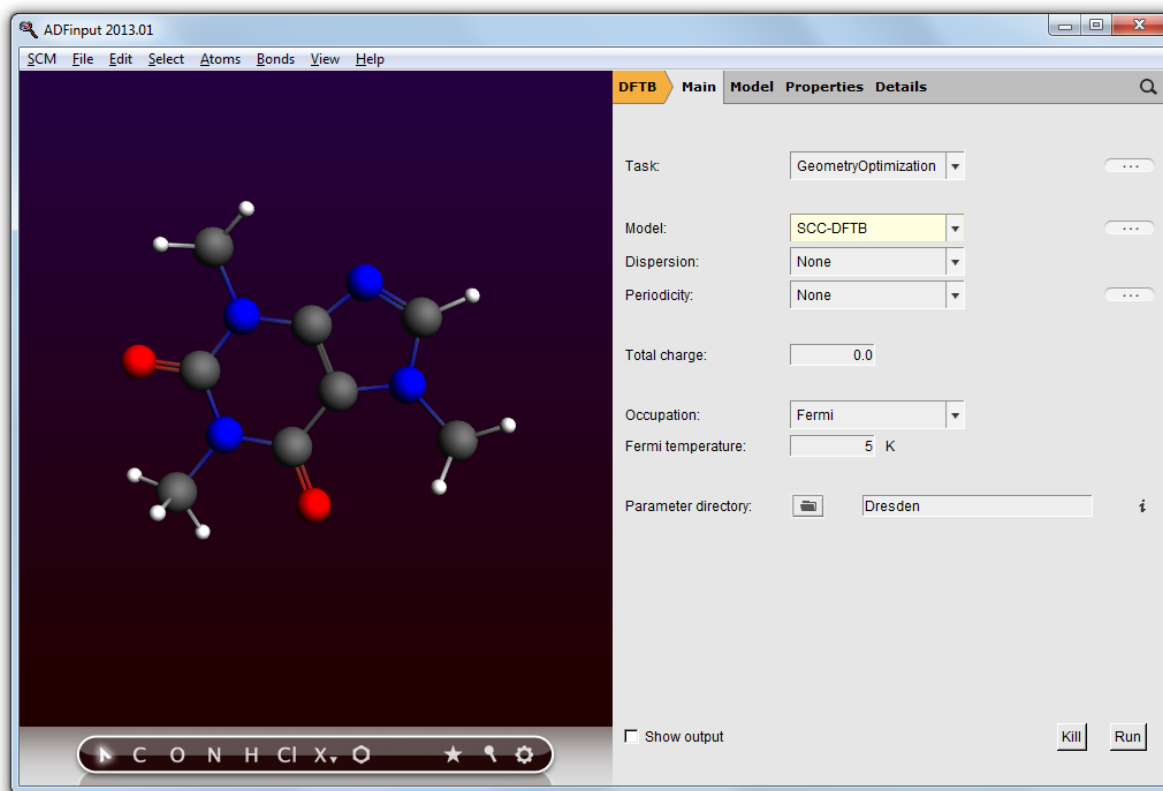 ADFinput 2013.01
SCM File Edit Select Atoms Bonds View Help
DFTB Main Model Properties Details
Task: GeometryOptimization ...
Model: SCC-DFTB ...
Dispersion: None
Periodicity: None ...
Total charge: 0.0
Occupation: Fermi
Fermi temperature: 5 K
Parameter directory: Dresden i
Show output Kill Run
C O N H Cl X